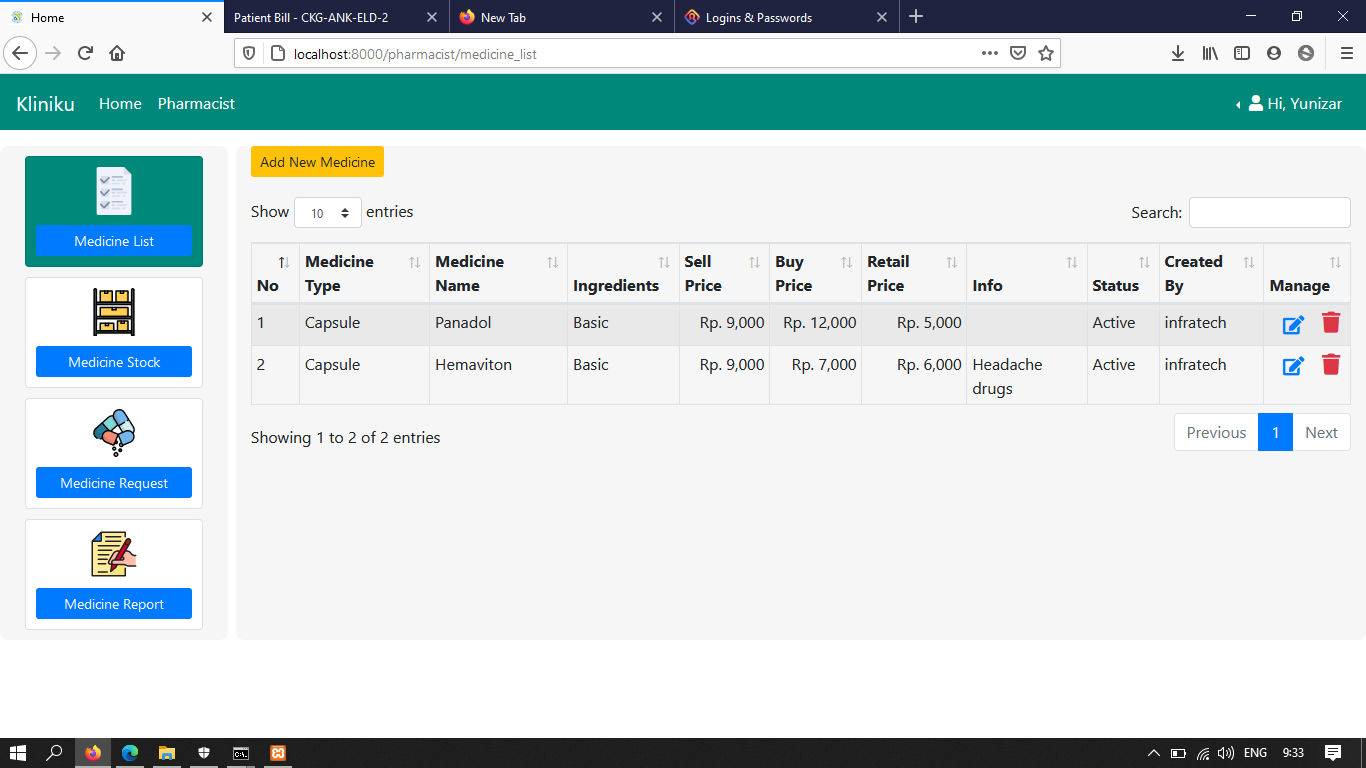 Home
Patient Bill - CKG-ANK-ELD-2
New Tab
Logins & Passwords
localhost:8000/pharmacist/medicine_list
Kliniku Home Pharmacist Hi, Yunizar
Medicine List
Medicine Stock
Medicine Request
Medicine Report
Add New Medicine
Show 10 entries Search:
No Medicine Type Medicine Name Ingredients Sell Price Buy Price Retail Price Info Status Created By Manage
1 Capsule Panadol Basic Rp. 9,000 Rp. 12,000 Rp. 5,000 Active infratech
2 Capsule Hemaviton Basic Rp. 9,000 Rp. 7,000 Rp. 6,000 Headache drugs Active infratech
Showing 1 to 2 of 2 entries Previous 1 Next
ENG 9:33